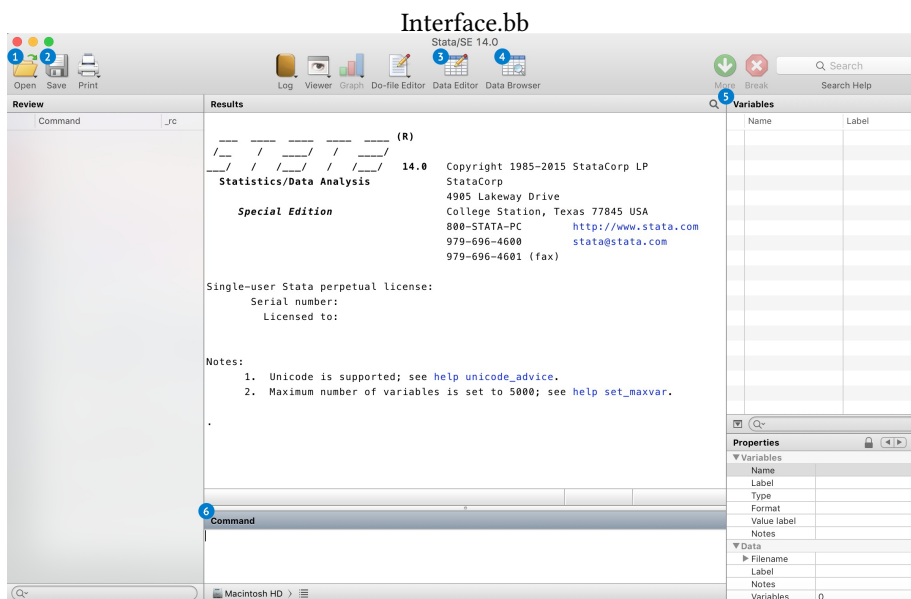 Interface.bb
Stata/SE 14.0
1 2 3 4
Search
Open Save Print Log Viewer Graph Do-file Editor Data Editor Data Browser More Break Search Help
5
Review Results Variables
Command _rc Name Label
(R)
14.0 Copyright 1985-2015 StataCorp LP
Statistics/Data Analysis StataCorp
4905 Lakeway Drive
Special Edition College Station, Texas 77845 USA
800-STATA-PC http://www.stata.com
979-696-4600 stata@stata.com
979-696-4601 (fax)
Single-user Stata perpetual license:
Serial number:
Licensed to:
Notes:
1. Unicode is supported; see help unicode_advice.
2. Maximum number of variables is set to 5000; see help set_maxvar.
.
Properties
Variables
Name
Label
Type
Format
Value label
Notes
Data
Filename
Label
Notes
Variables 0
6
Command
Macintosh HD